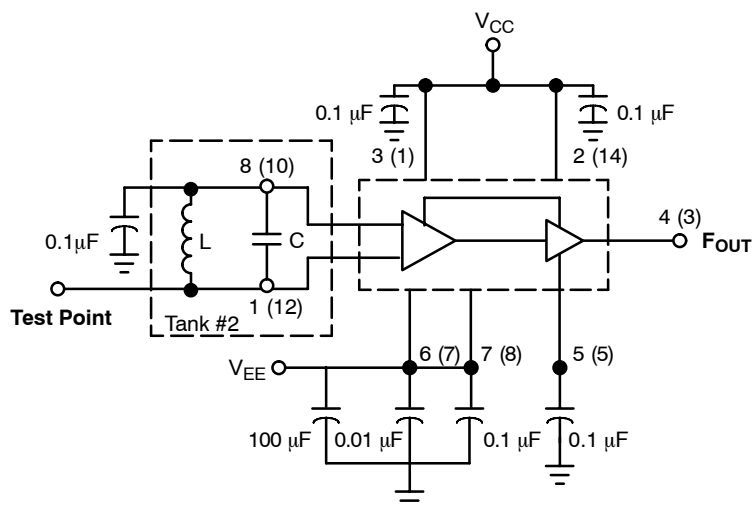 VCC
0.1 μF
0.1 μF
3 (1)
2 (14)
8 (10)
4 (3)
0.1μF
L
C
FOUT
1 (12)
Test Point
Tank #2
6 (7)
7 (8)
5 (5)
VEE
100 μF
0.01 μF
0.1 μF
0.1 μF